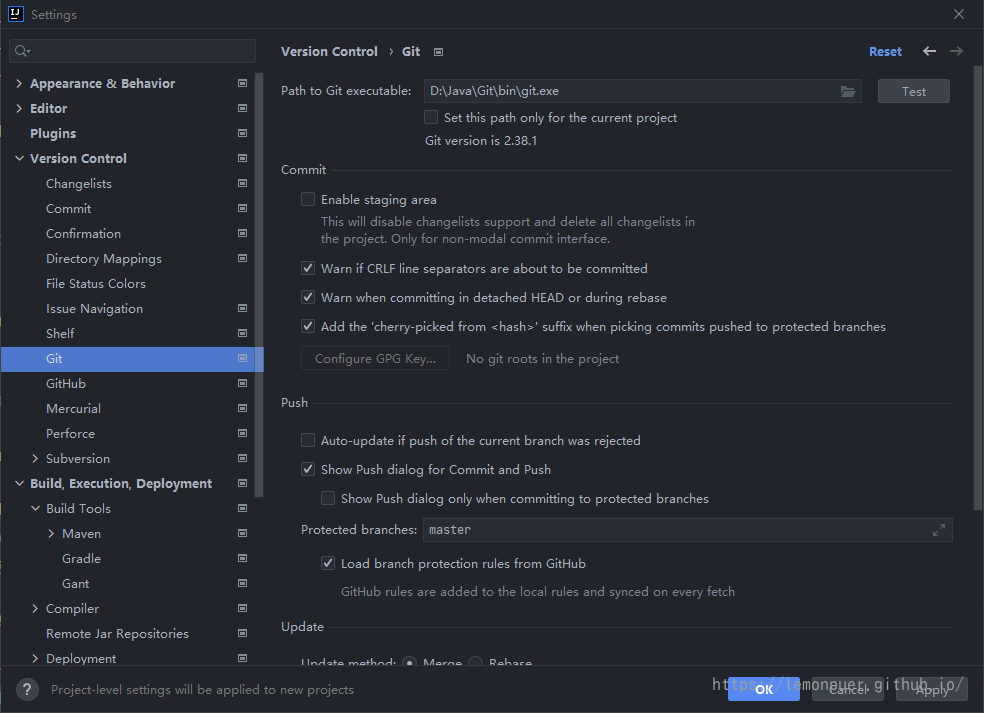 Settings
Version Control › Git
Reset
Appearance & Behavior
Editor
Plugins
Version Control
Changelists
Commit
Confirmation
Directory Mappings
File Status Colors
Issue Navigation
Shelf
Git
GitHub
Mercurial
Perforce
Subversion
Build, Execution, Deployment
Build Tools
Maven
Gradle
Gant
Compiler
Remote Jar Repositories
Deployment
Path to Git executable: D:\Java\Git\bin\git.exe Test
Set this path only for the current project
Git version is 2.38.1
Commit
Enable staging area
This will disable changelists support and delete all changelists in
the project. Only for non-modal commit interface.
Warn if CRLF line separators are about to be committed
Warn when committing in detached HEAD or during rebase
Add the 'cherry-picked from <hash>' suffix when picking commits pushed to protected branches
Configure GPG Key... No git roots in the project
Push
Auto-update if push of the current branch was rejected
Show Push dialog for Commit and Push
Show Push dialog only when committing to protected branches
Protected branches: master
Load branch protection rules from GitHub
GitHub rules are added to the local rules and synced on every fetch
Update
Update method: Merge Rebase
? Project-level settings will be applied to new projects
OK Cancel Apply
https://lemonpuer.github.io/